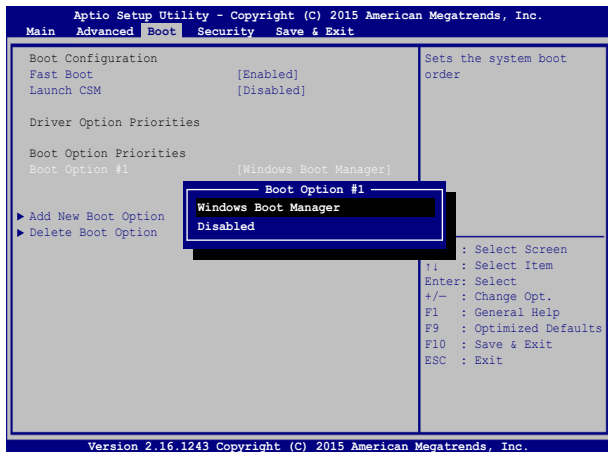 Aptio Setup Utility - Copyright (C) 2015 American Megatrends, Inc.
Main Advanced Boot Security Save & Exit
Boot Configuration
Fast Boot [Enabled]
Launch CSM [Disabled]
Driver Option Priorities
Boot Option Priorities
Boot Option #1 [Windows Boot Manager]
Add New Boot Option
Delete Boot Option
Boot Option #1
Windows Boot Manager
Disabled
Sets the system boot
order
: Select Screen
↑↓ : Select Item
Enter: Select
+/— : Change Opt.
F1 : General Help
F9 : Optimized Defaults
F10 : Save & Exit
ESC : Exit
Version 2.16.1243 Copyright (C) 2015 American Megatrends, Inc.